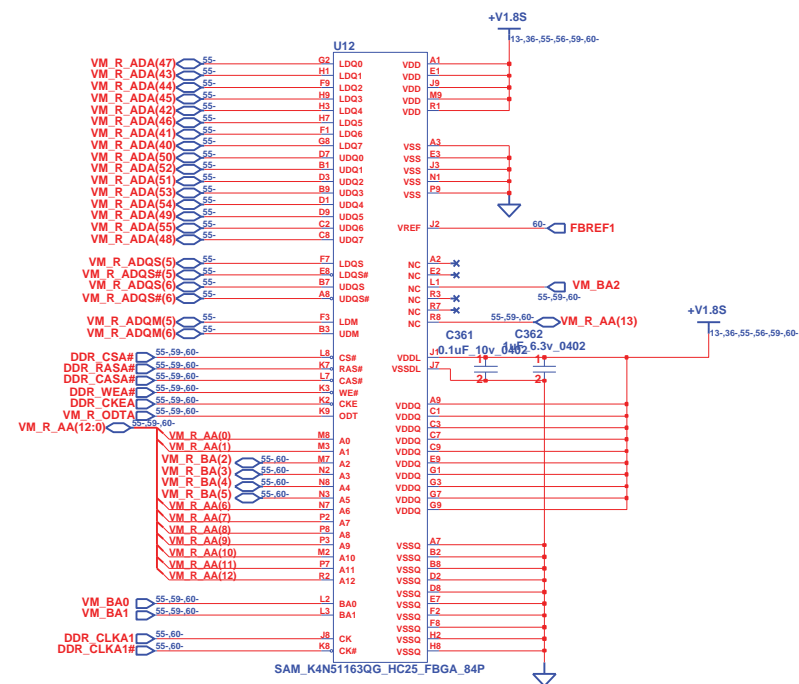 +V1.8S
13-,36-,55-,56-,59-,60-
U12
VM_R_ADA(47) 55- G2 LDQ0 VDD A1
VM_R_ADA(43) 55- H1 LDQ1 VDD E1
VM_R_ADA(44) 55- F9 LDQ2 VDD J9
VM_R_ADA(45) 55- H9 LDQ3 VDD M9
VM_R_ADA(42) 55- H3 LDQ4 VDD R1
VM_R_ADA(46) 55- H7 LDQ5
VM_R_ADA(41) 55- F1 LDQ6
VM_R_ADA(40) 55- G8 LDQ7 VSS A3
VM_R_ADA(50) 55- D7 UDQ0 VSS E3
VM_R_ADA(52) 55- B1 UDQ1 VSS J3
VM_R_ADA(51) 55- D3 UDQ2 VSS N1
VM_R_ADA(53) 55- B9 UDQ3 VSS P9
VM_R_ADA(54) 55- D1 UDQ4
VM_R_ADA(49) 55- D9 UDQ5
VM_R_ADA(55) 55- C2 UDQ6 VREF J2 60- FBREF1
VM_R_ADA(48) 55- C8 UDQ7
VM_R_ADQS(5) 55- F7 LDQS NC A2
VM_R_ADQS#(5) 55- E8 LDQS# NC E2
VM_R_ADQS(6) 55- B7 UDQS NC L1 VM_BA2
VM_R_ADQS#(6) 55- A8 UDQS# NC R3 55-,59-,60-
NC R7
VM_R_ADQM(5) 55- F3 LDM NC R8 55-,59-,60- VM_R_AA(13)
VM_R_ADQM(6) 55- B3 UDM
+V1.8S
13-,36-,55-,56-,59-,60-
C361 C362
0.1uF_10v_0402 1uF_6.3v_0402
DDR_CSA# 55-,59-,60- L8 CS# VDDL J1 1 1
DDR_RASA# 55-,59-,60- K7 RAS# VSSDL J7
DDR_CASA# 55-,59-,60- L7 CAS# 2 2
DDR_WEA# 55-,59-,60- K3 WE#
DDR_CKEA 55-,59-,60- K2 CKE VDDQ A9
VM_R_ODTA 55-,59-,60- K9 ODT VDDQ C1
VM_R_AA(12:0) 55-,59-,60- VDDQ C3
VM_R_AA(0) M8 A0 VDDQ C7
VM_R_AA(1) M3 A1 VDDQ C9
VM_R_BA(2) 55-,60- M7 A2 VDDQ E9
VM_R_BA(3) 55-,60- N2 A3 VDDQ G1
VM_R_BA(4) 55-,60- N8 A4 VDDQ G3
VM_R_BA(5) 55-,60- N3 A5 VDDQ G7
VM_R_AA(6) N7 A6 VDDQ G9
VM_R_AA(7) P2 A7
VM_R_AA(8) P8 A8
VM_R_AA(9) P3 A9 VSSQ A7
VM_R_AA(10) M2 A10 VSSQ B2
VM_R_AA(11) P7 A11 VSSQ B8
VM_R_AA(12) R2 A12 VSSQ D2
VSSQ D8
VM_BA0 55-,59-,60- L2 BA0 VSSQ E7
VM_BA1 55-,59-,60- L3 BA1 VSSQ F2
VSSQ F8
DDR_CLKA1 55-,60- J8 CK VSSQ H2
DDR_CLKA1# 55-,60- K8 CK# VSSQ H8
SAM_K4N51163QG_HC25_FBGA_84P